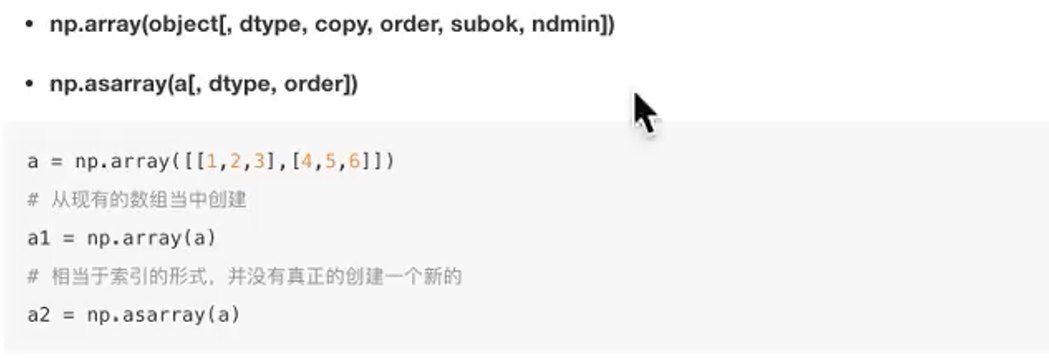 • np.array(object[, dtype, copy, order, subok, ndmin])
• np.asarray(a[, dtype, order])
a = np.array([[1,2,3],[4,5,6]])
# 从现有的数组当中创建
a1 = np.array(a)
# 相当于索引的形式，并没有真正的创建一个新的
a2 = np.asarray(a)